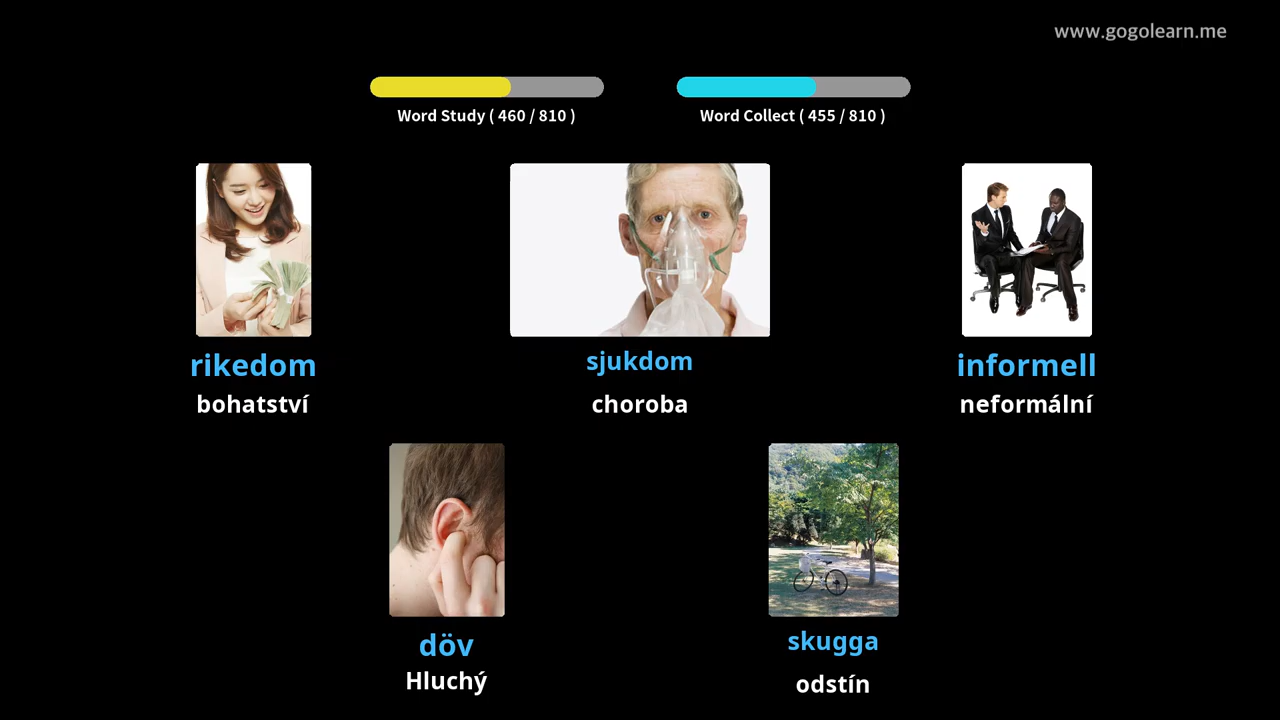 www.gogolearn.me
Word Study ( 460 / 810 )
Word Collect ( 455 / 810 )
rikedom
bohatství
sjukdom
choroba
informell
neformální
döv
Hluchý
skugga
odstín